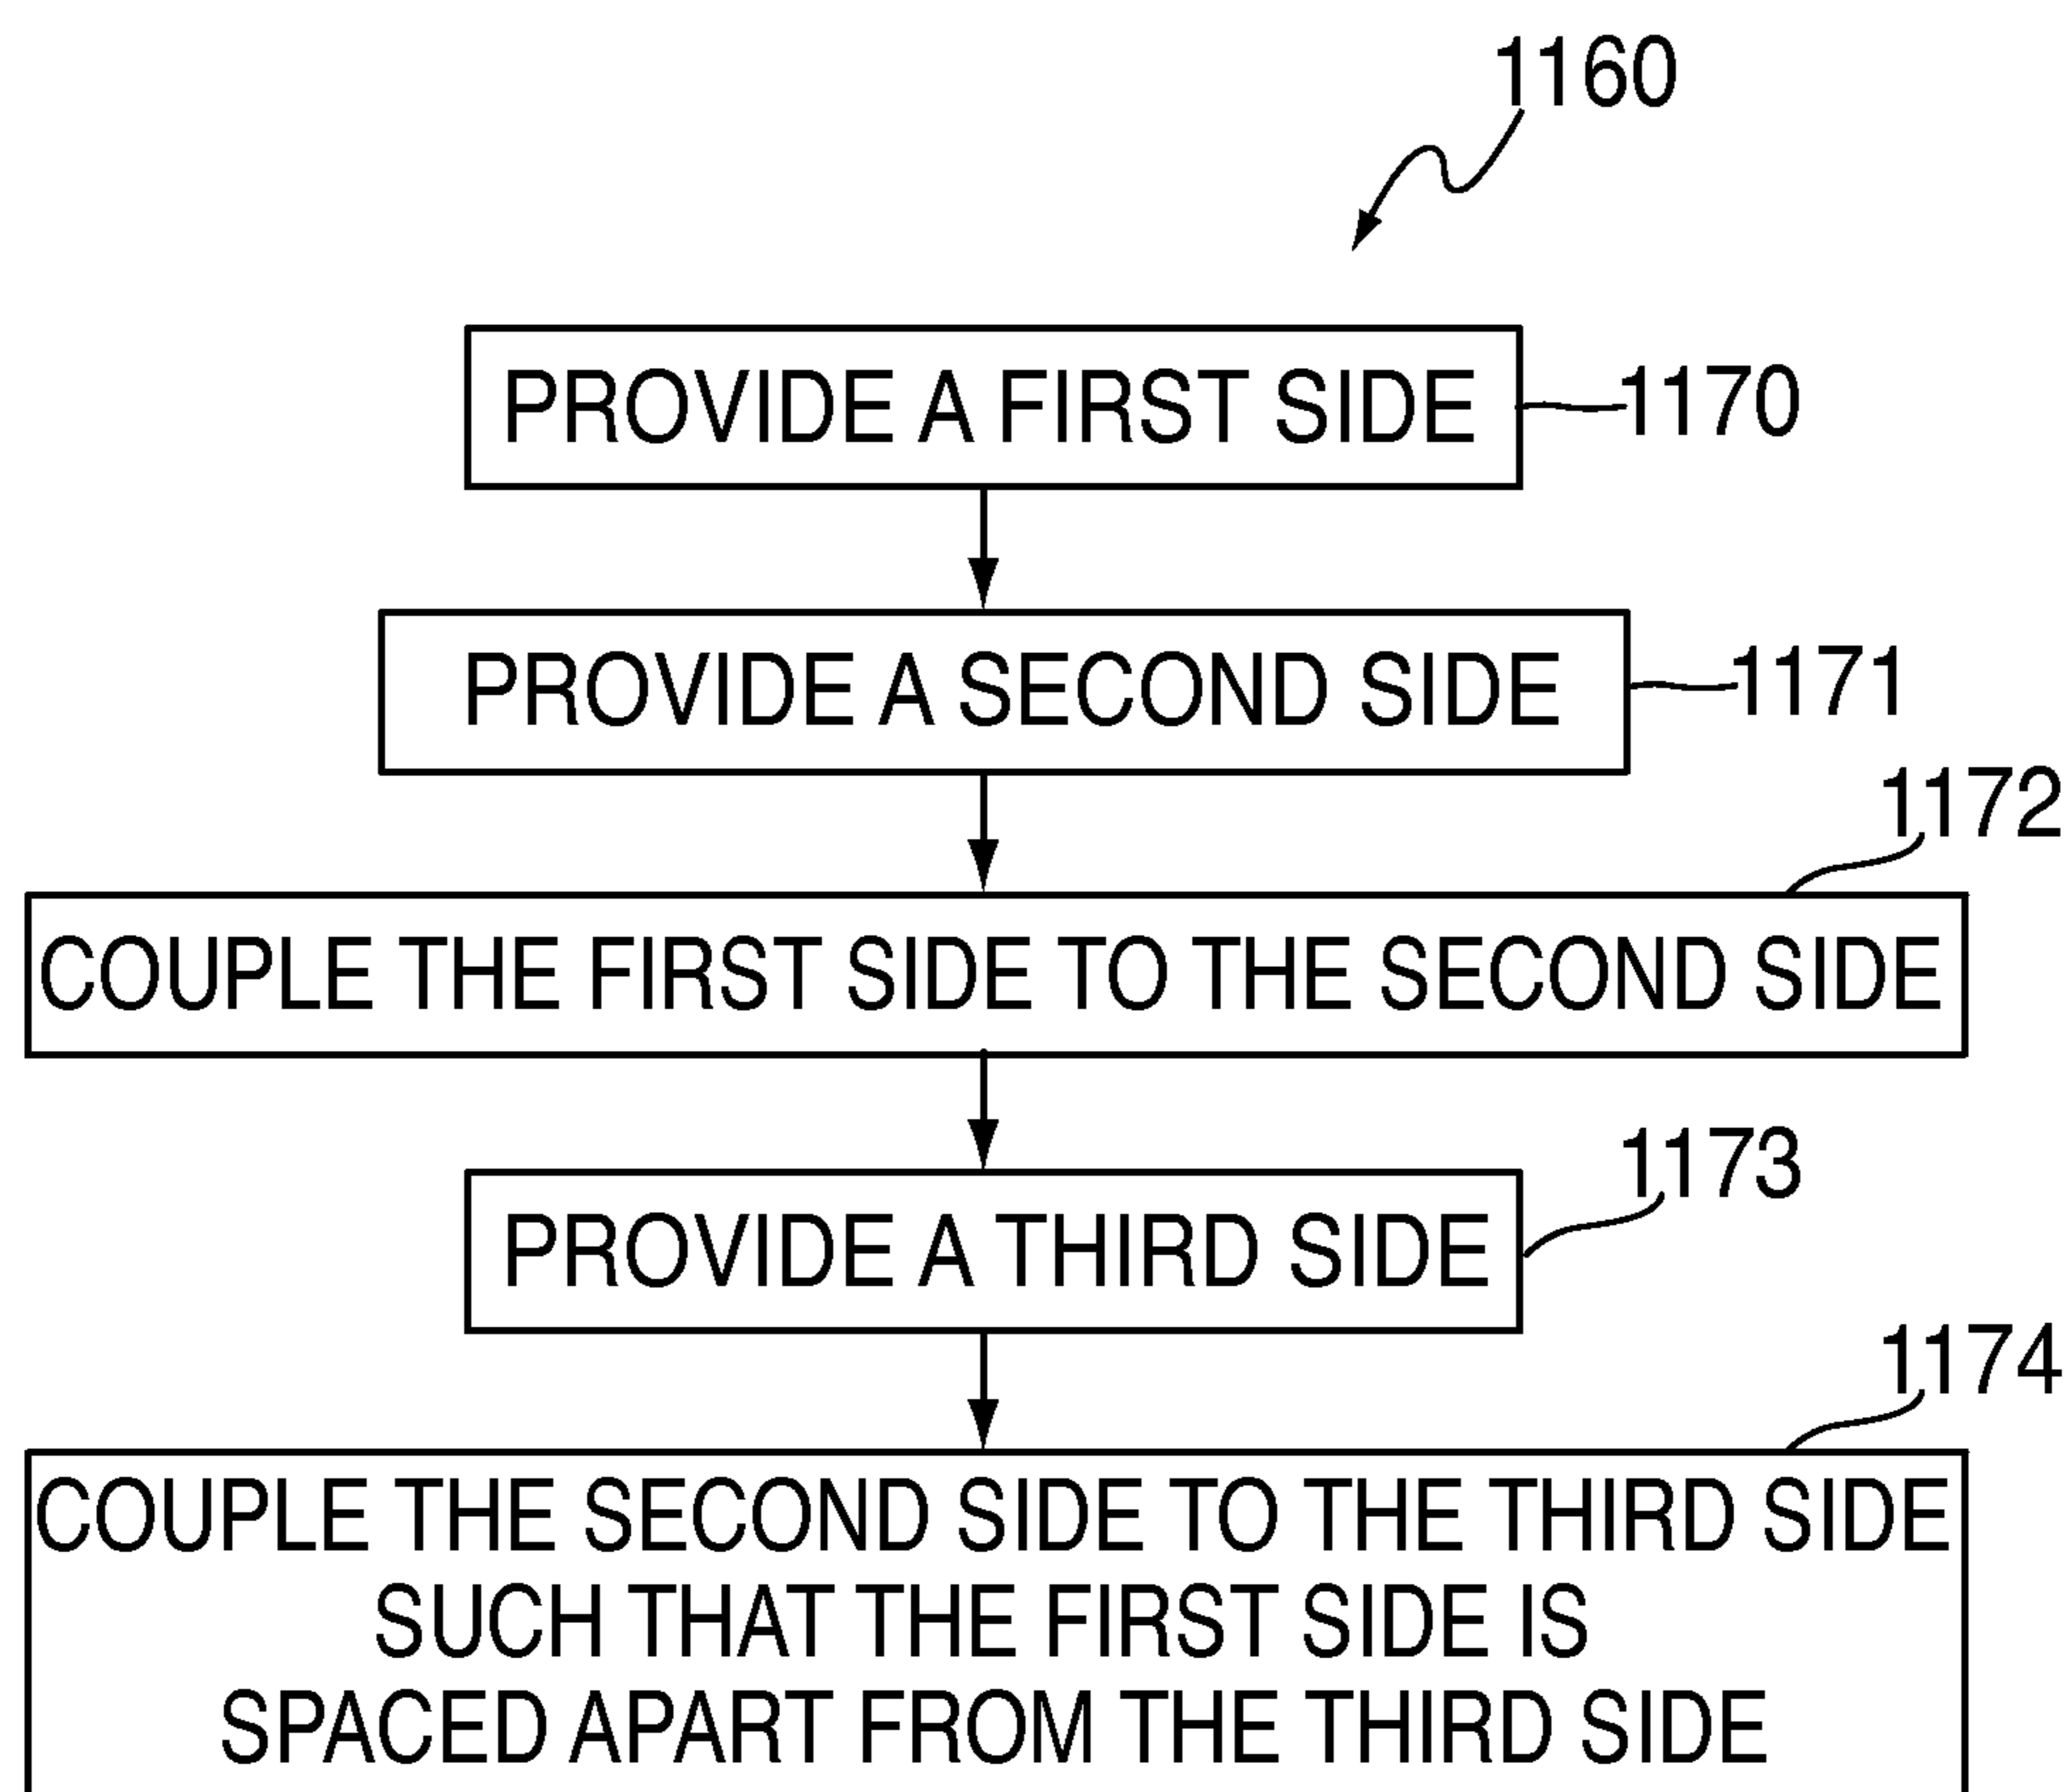 1160
PROVIDE A FIRST SIDE
1170
PROVIDE A SECOND SIDE
1171
1172
COUPLE THE FIRST SIDE TO THE SECOND SIDE
1173
PROVIDE A THIRD SIDE
1174
COUPLE THE SECOND SIDE TO THE THIRD SIDE
SUCH THAT THE FIRST SIDE IS
SPACED APART FROM THE THIRD SIDE